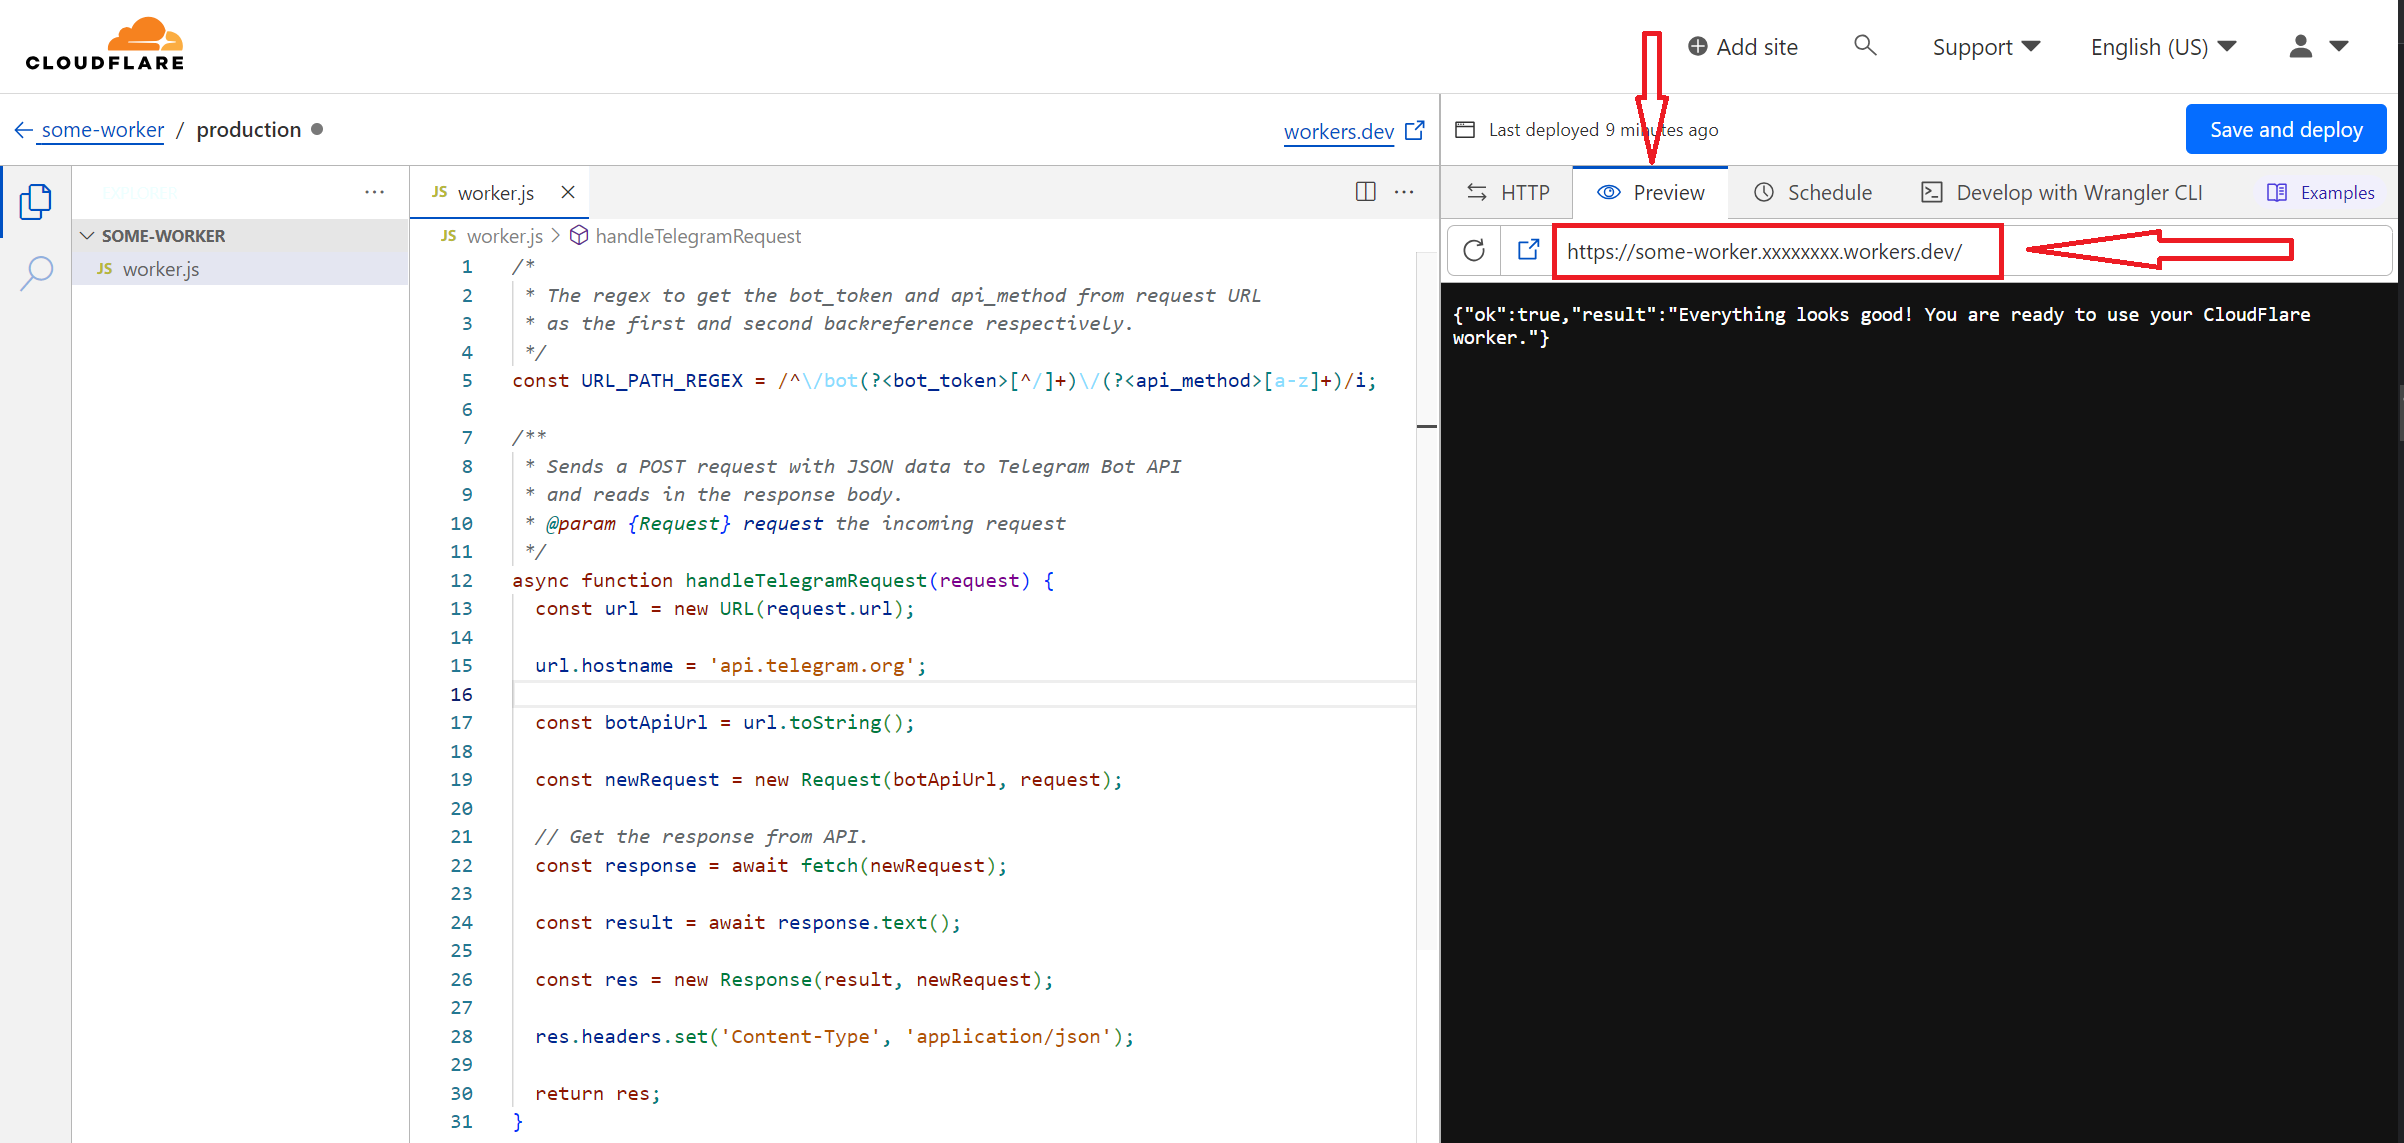 CLOUDFLARE
Add site
Support
English (US)
some-worker / production
workers.dev
Last deployed 9 minutes ago
Save and deploy
EXPLORER
SOME-WORKER
JS worker.js
JS worker.js
JS worker.js > handleTelegramRequest
1 /*
2 * The regex to get the bot_token and api_method from request URL
3 * as the first and second backreference respectively.
4 */
5 const URL_PATH_REGEX = /^\/bot(?<bot_token>[^/]+)\/(?<api_method>[a-z]+)/i;
6
7 /**
8 * Sends a POST request with JSON data to Telegram Bot API
9 * and reads in the response body.
10 * @param {Request} request the incoming request
11 */
12 async function handleTelegramRequest(request) {
13 const url = new URL(request.url);
14
15 url.hostname = 'api.telegram.org';
16
17 const botApiUrl = url.toString();
18
19 const newRequest = new Request(botApiUrl, request);
20
21 // Get the response from API.
22 const response = await fetch(newRequest);
23
24 const result = await response.text();
25
26 const res = new Response(result, newRequest);
27
28 res.headers.set('Content-Type', 'application/json');
29
30 return res;
31 }
HTTP
Preview
Schedule
Develop with Wrangler CLI
Examples
https://some-worker.xxxxxxxx.workers.dev/
{"ok":true,"result":"Everything looks good! You are ready to use your CloudFlare
worker."}